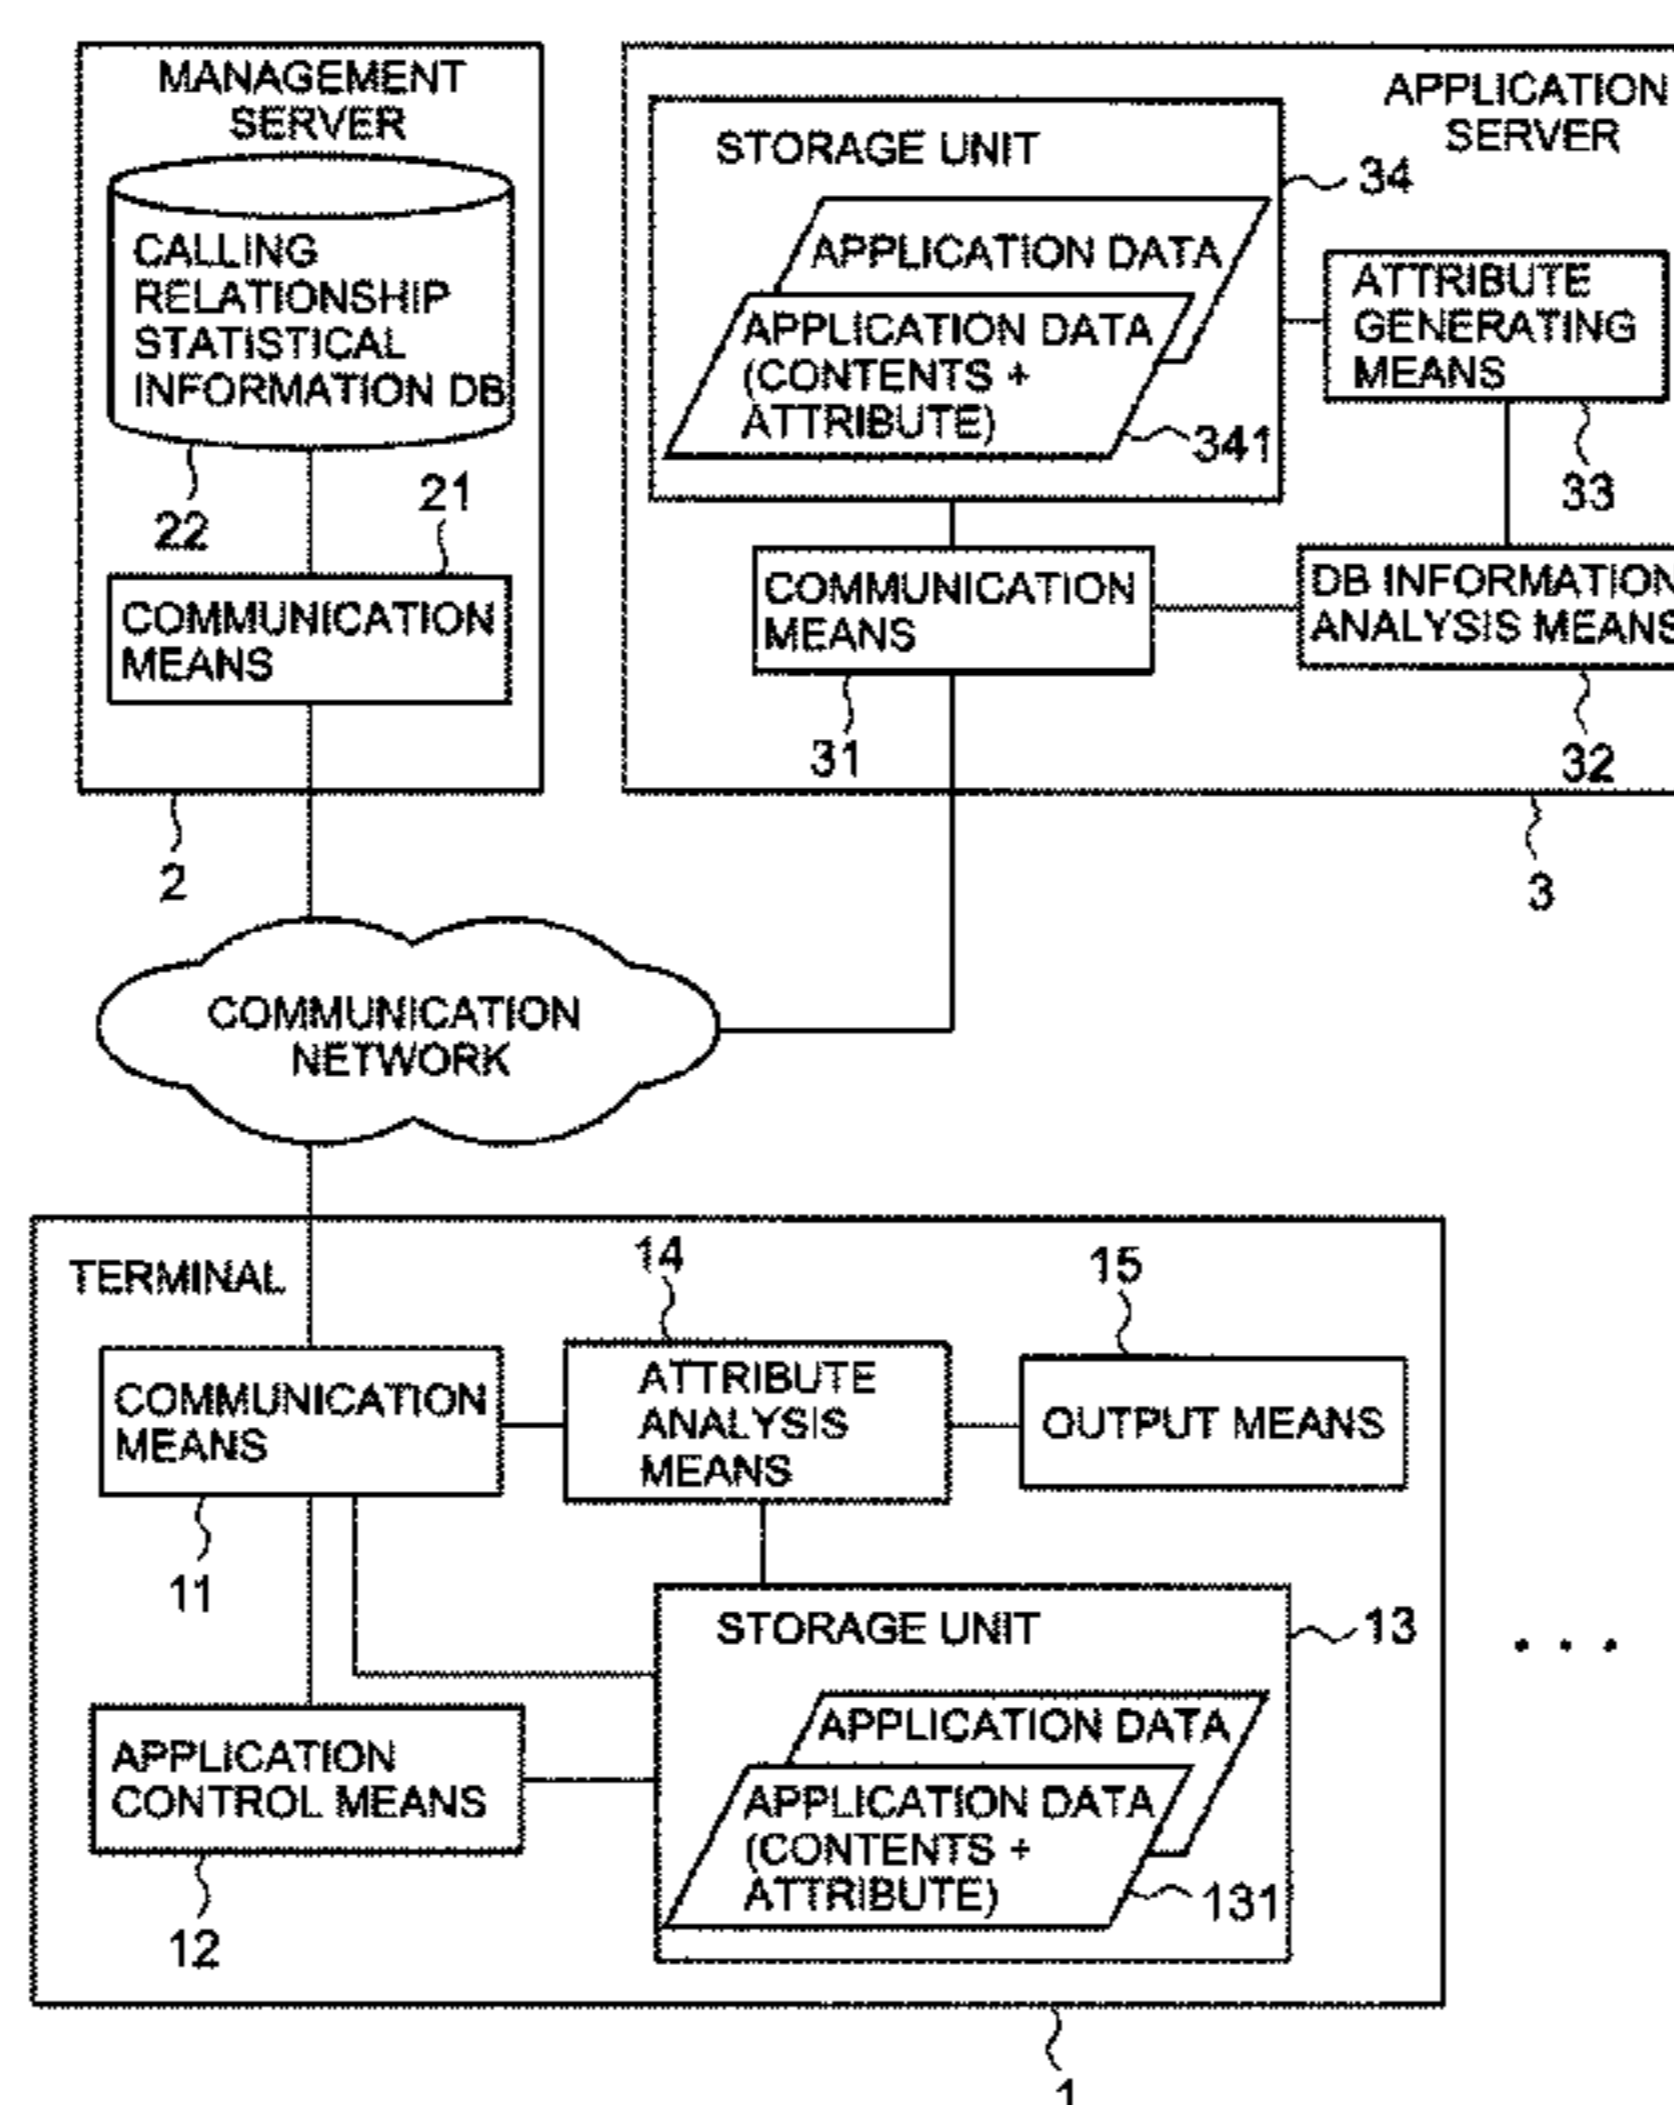 MANAGEMENT
SERVER
CALLING
RELATIONSHIP
STATISTICAL
INFORMATION DB
22
21
COMMUNICATION
MEANS
2
APPLICATION
SERVER
STORAGE UNIT
34
APPLICATION DATA
APPLICATION DATA
(CONTENTS +
ATTRIBUTE)
341
ATTRIBUTE
GENERATING
MEANS
33
COMMUNICATION
MEANS
31
DB INFORMATION
ANALYSIS MEANS
32
3
COMMUNICATION
NETWORK
TERMINAL
14
15
COMMUNICATION
MEANS
11
ATTRIBUTE
ANALYSIS
MEANS
OUTPUT MEANS
STORAGE UNIT
13
APPLICATION DATA
APPLICATION DATA
(CONTENTS +
ATTRIBUTE)
131
APPLICATION
CONTROL MEANS
12
. . .
1